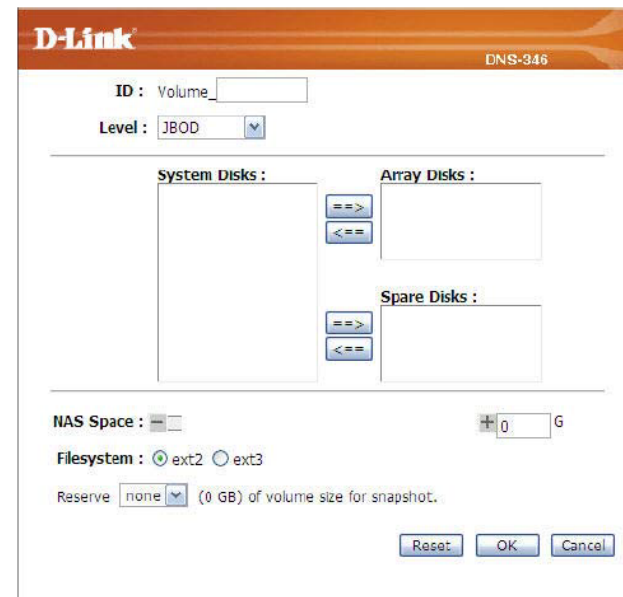 D-Link
DNS-346
ID : Volume_
Level : JBOD
System Disks : Array Disks :
==>
<==
Spare Disks :
==>
<==
NAS Space : − + 0 G
Filesystem : ext2 ext3
Reserve none (0 GB) of volume size for snapshot.
Reset OK Cancel